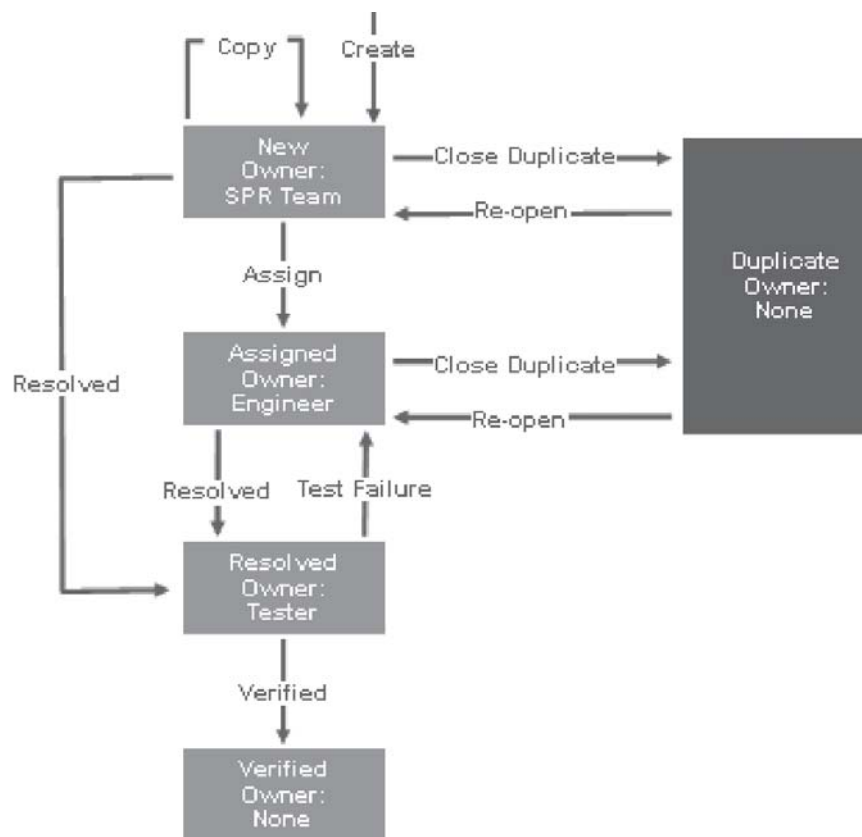 Copy
Create
New
Owner:
SPR Team
Close Duplicate
Re-open
Duplicate
Owner:
None
Assign
Assigned
Owner:
Engineer
Close Duplicate
Re-open
Resolved
Resolved
Test Failure
Resolved
Owner:
Tester
Verified
Verified
Owner:
None